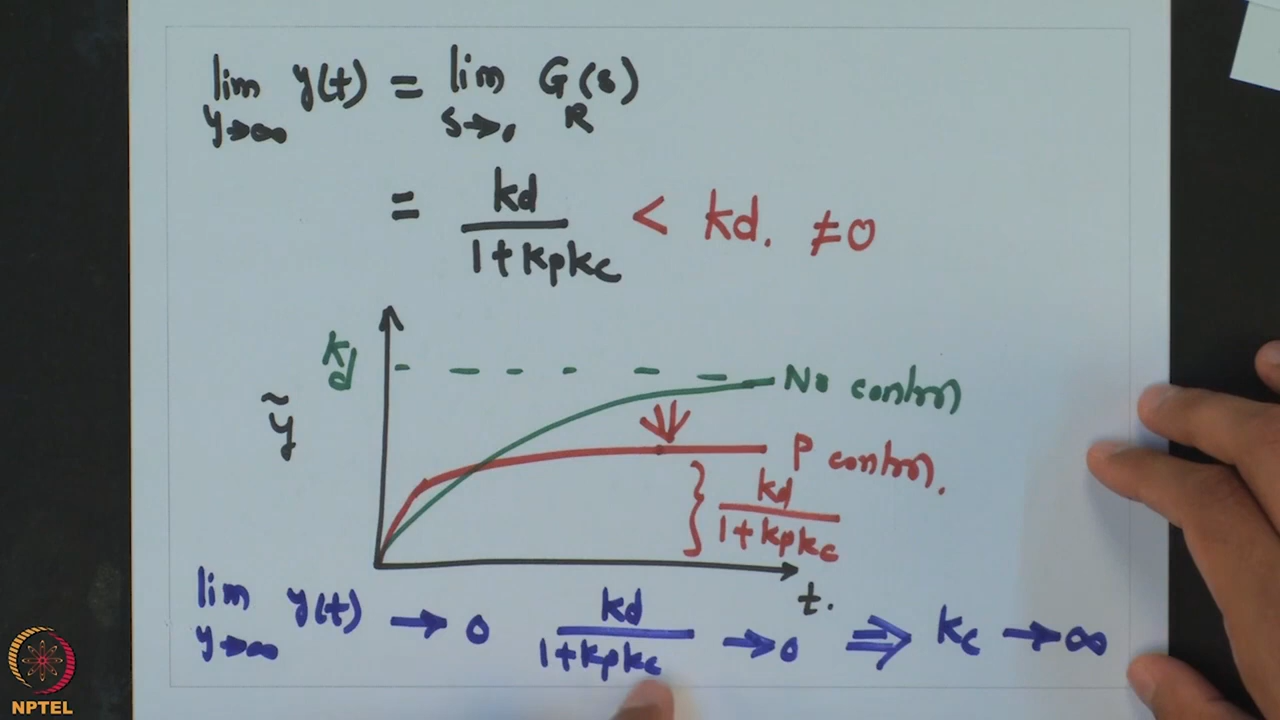 lim y(t) = lim G_R(s)
y→∞ s→0
= kd / 1+kpkc < kd. ≠0
kd
ỹ
No control
P control.
kd / 1+kpkc
t.
lim y(t) → 0 kd / 1+kpkc → 0 ⇒ kc → ∞
y→∞
NPTEL